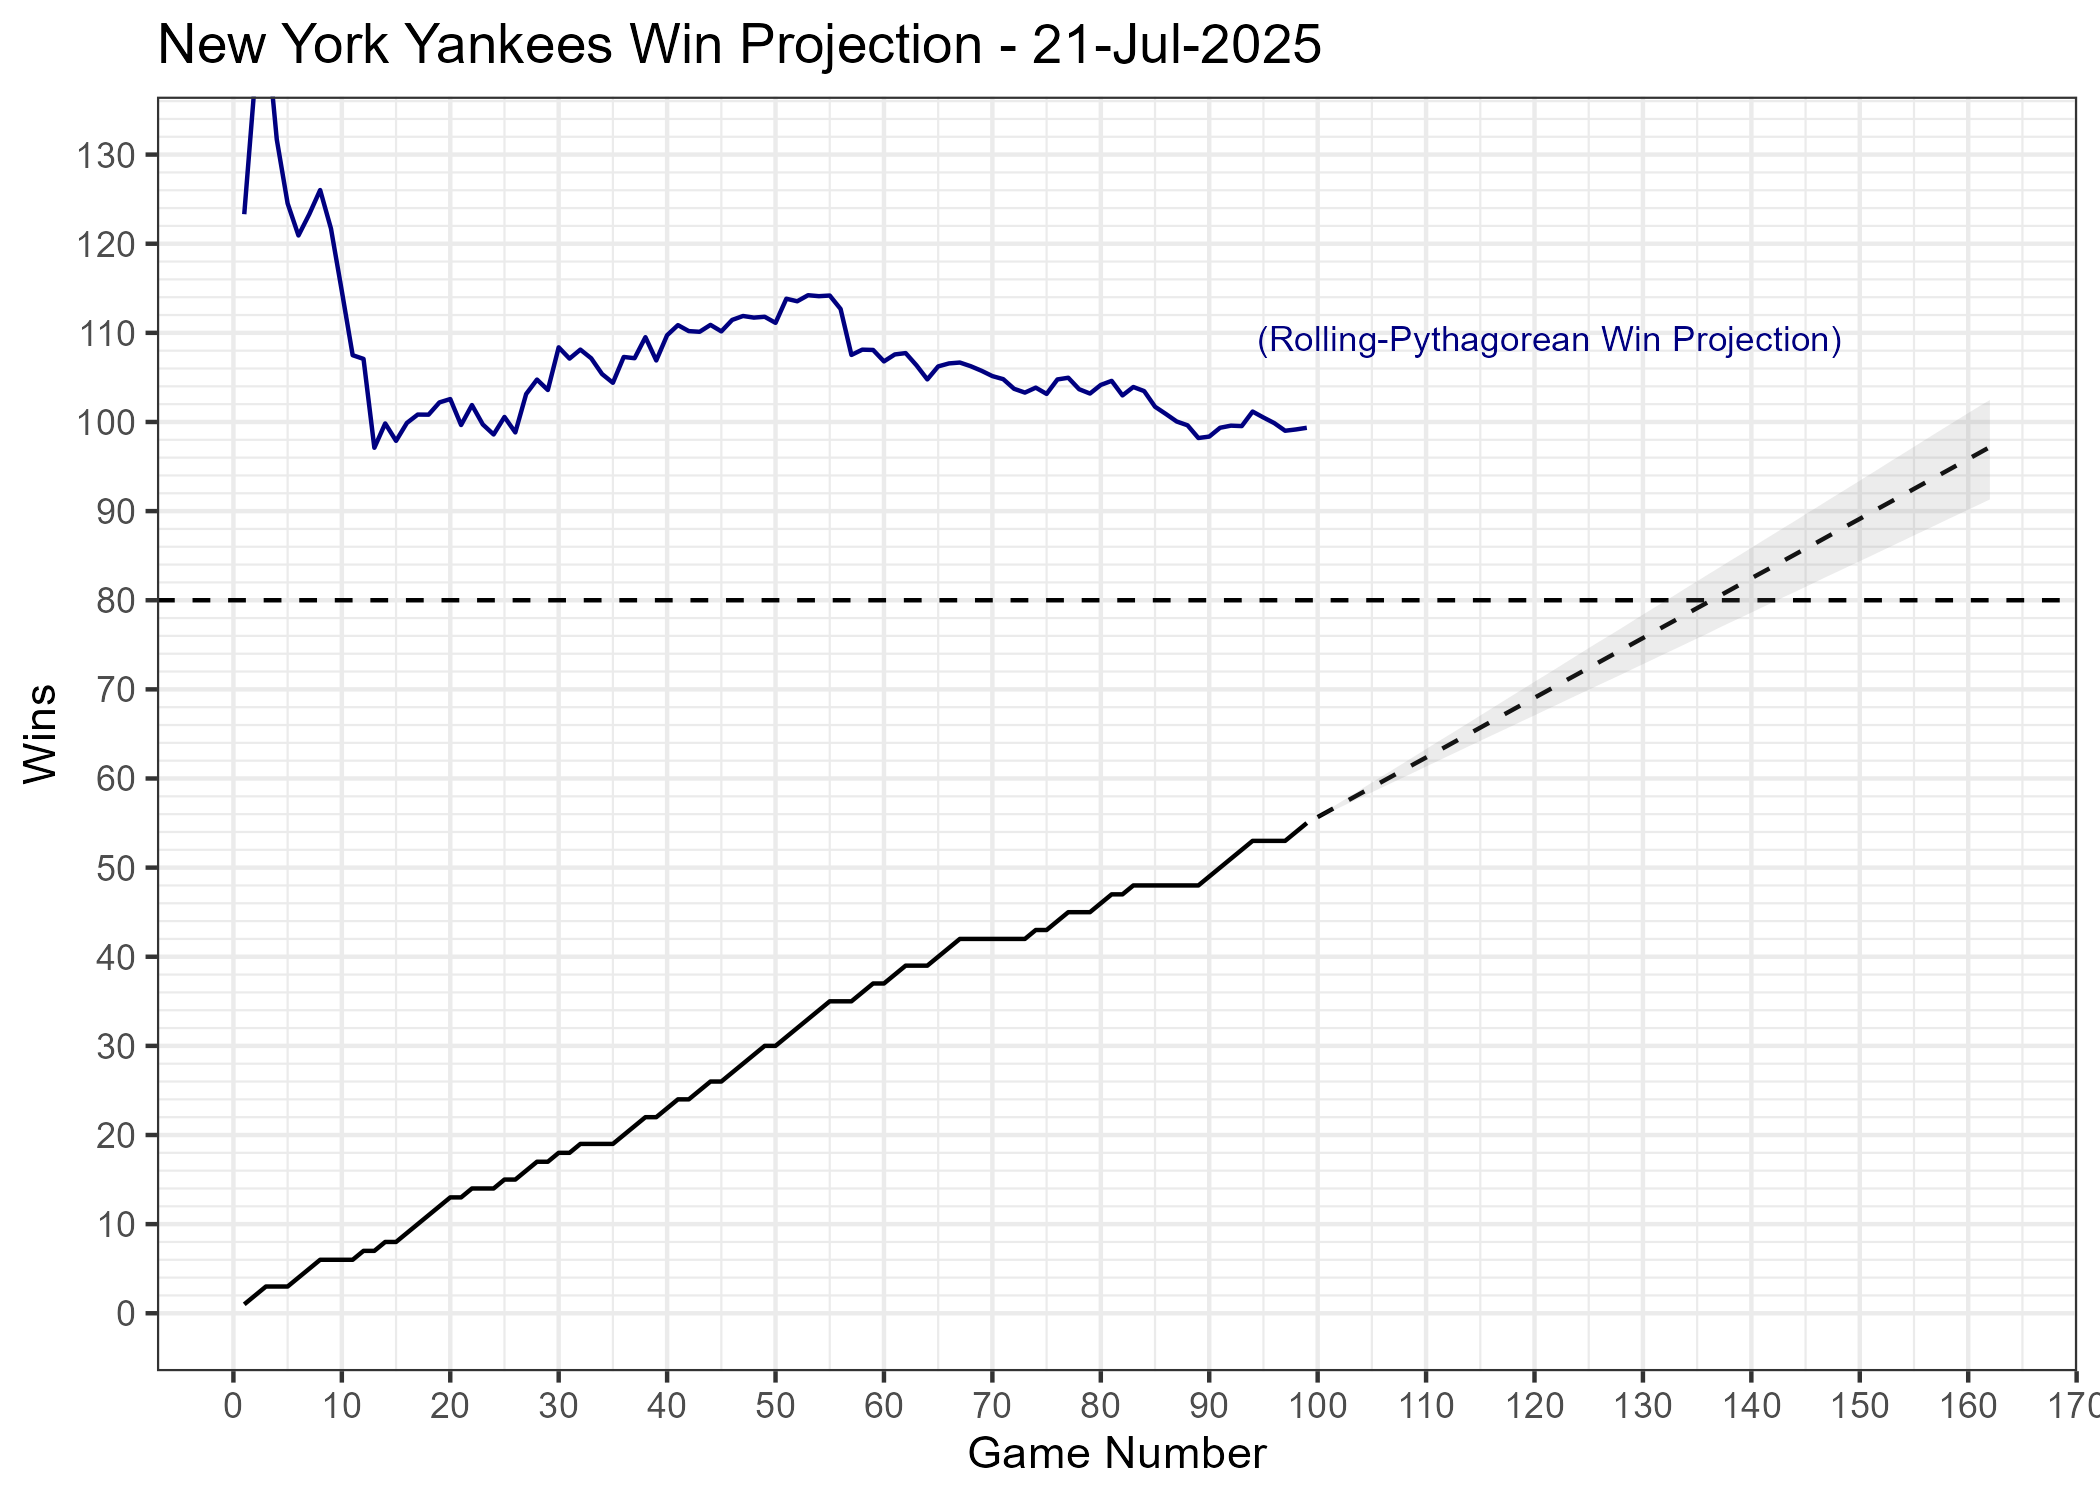 New York Yankees Win Projection - 21-Jul-2025
130
120
110
100
90
80
70
60
50
40
30
20
10
0
Wins
(Rolling-Pythagorean Win Projection)
0 10 20 30 40 50 60 70 80 90 100 110 120 130 140 150 160 170
Game Number